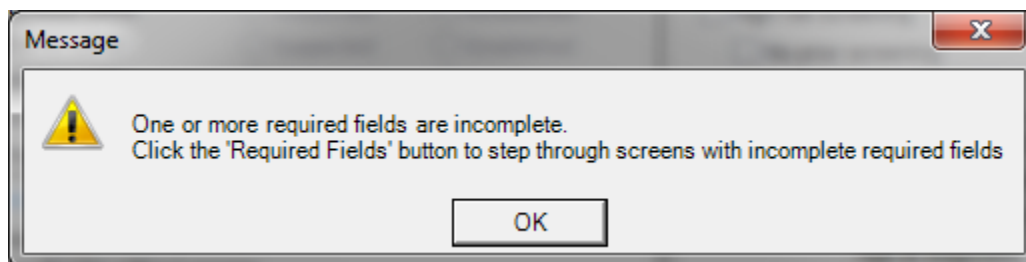 Message
One or more required fields are incomplete.
Click the 'Required Fields' button to step through screens with incomplete required fields
OK